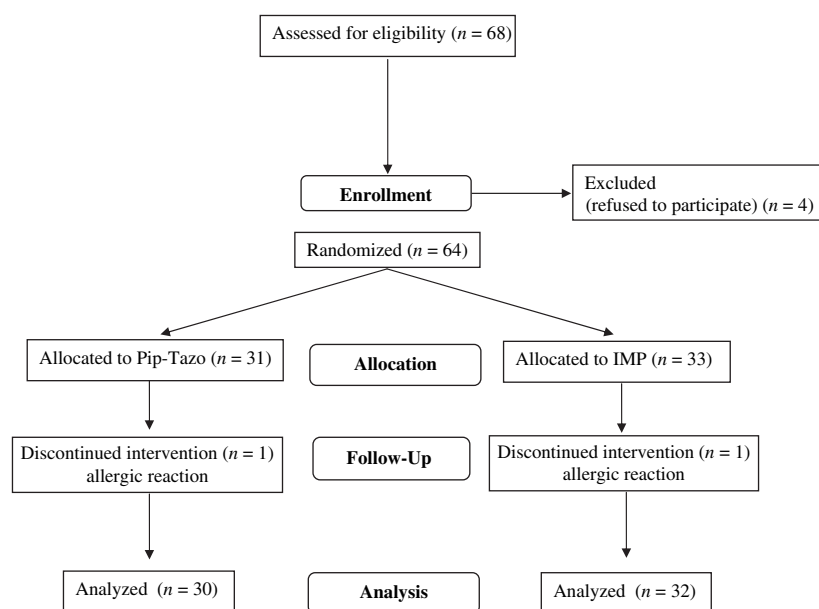 Assessed for eligibility (n = 68)
Enrollment
Excluded
(refused to participate) (n = 4)
Randomized (n = 64)
Allocated to Pip-Tazo (n = 31)
Allocation
Allocated to IMP (n = 33)
Discontinued intervention (n = 1)
allergic reaction
Follow-Up
Discontinued intervention (n = 1)
allergic reaction
Analyzed (n = 30)
Analysis
Analyzed (n = 32)